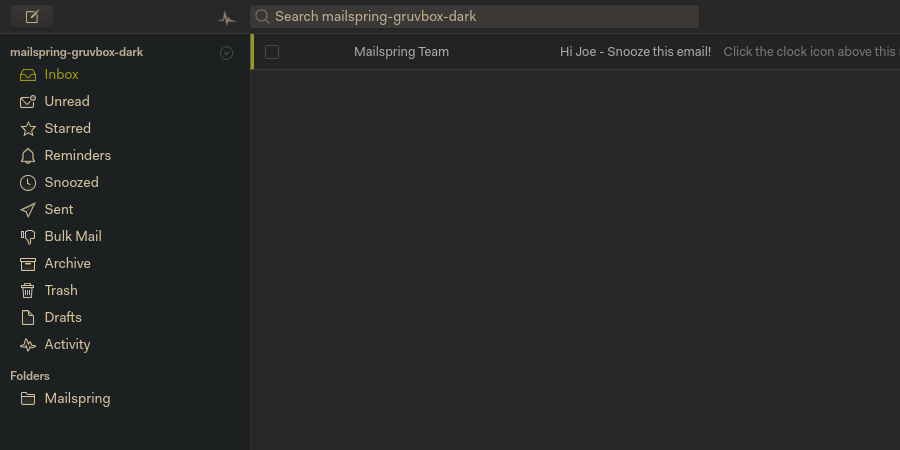 Search mailspring-gruvbox-dark
mailspring-gruvbox-dark
Inbox
Unread
Starred
Reminders
Snoozed
Sent
Bulk Mail
Archive
Trash
Drafts
Activity
Folders
Mailspring
Mailspring Team Hi Joe - Snooze this email! Click the clock icon above this